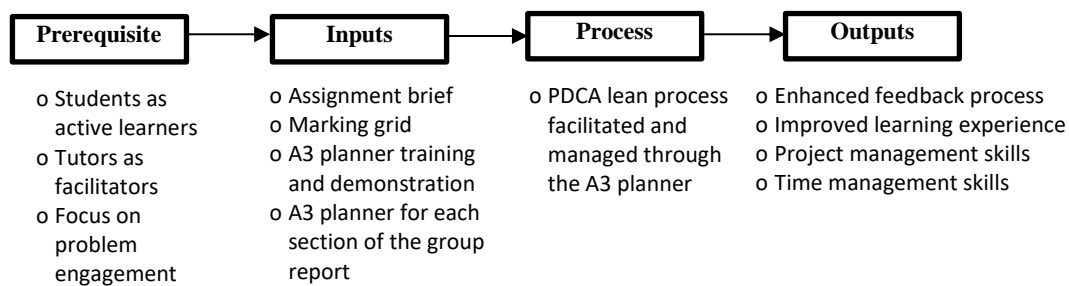 Prerequisite
Inputs
Process
Outputs
o Students as
active learners
o Tutors as
facilitators
o Focus on
problem
engagement
o Assignment brief
o Marking grid
o A3 planner training
and demonstration
o A3 planner for each
section of the group
report
o PDCA lean process
facilitated and
managed through
the A3 planner
o Enhanced feedback process
o Improved learning experience
o Project management skills
o Time management skills